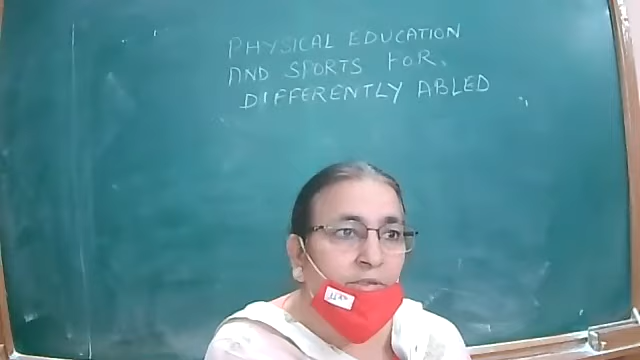 PHYSICAL EDUCATION
AND SPORTS FOR.
DIFFERENTLY ABLED